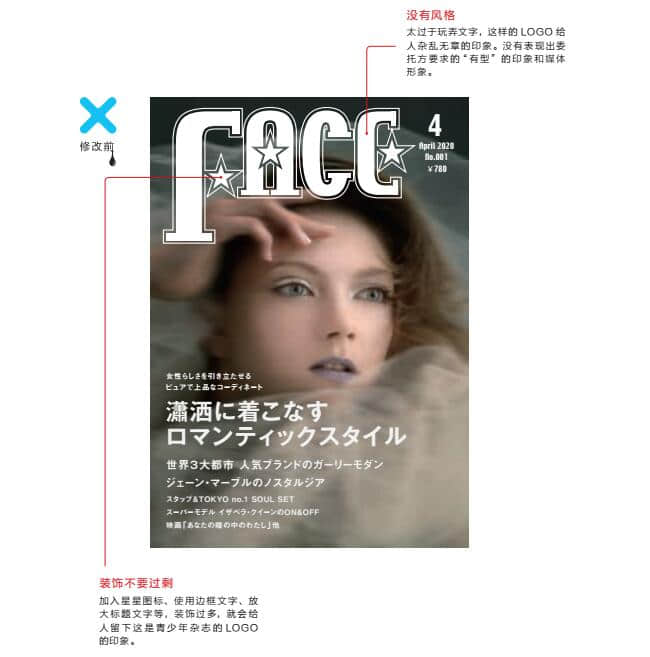 没有风格
太过于玩弄文字，这样的 LOGO 给
人杂乱无章的印象。没有表现出委
托方要求的“有型”的印象和媒体
形象。
修改前
FACE
4
April 2020
No.001
￥780
女性らしさを引き立たせる
ピュアで上品なコーディネート
瀟洒に着こなす
ロマンティックスタイル
世界3大都市 人気ブランドのガーリーモダン
ジェーン・マーブルのノスタルジア
スタッブ&TOKYO no.1 SOUL SET
スーパーモデル イザベラ・クイーンのON&OFF
映画「あなたの瞳の中のわたし」他
装饰不要过剩
加入星星图标、使用边框文字、放
大标题文字等，装饰过多，就会给
人留下这是青少年杂志的 LOGO
的印象。